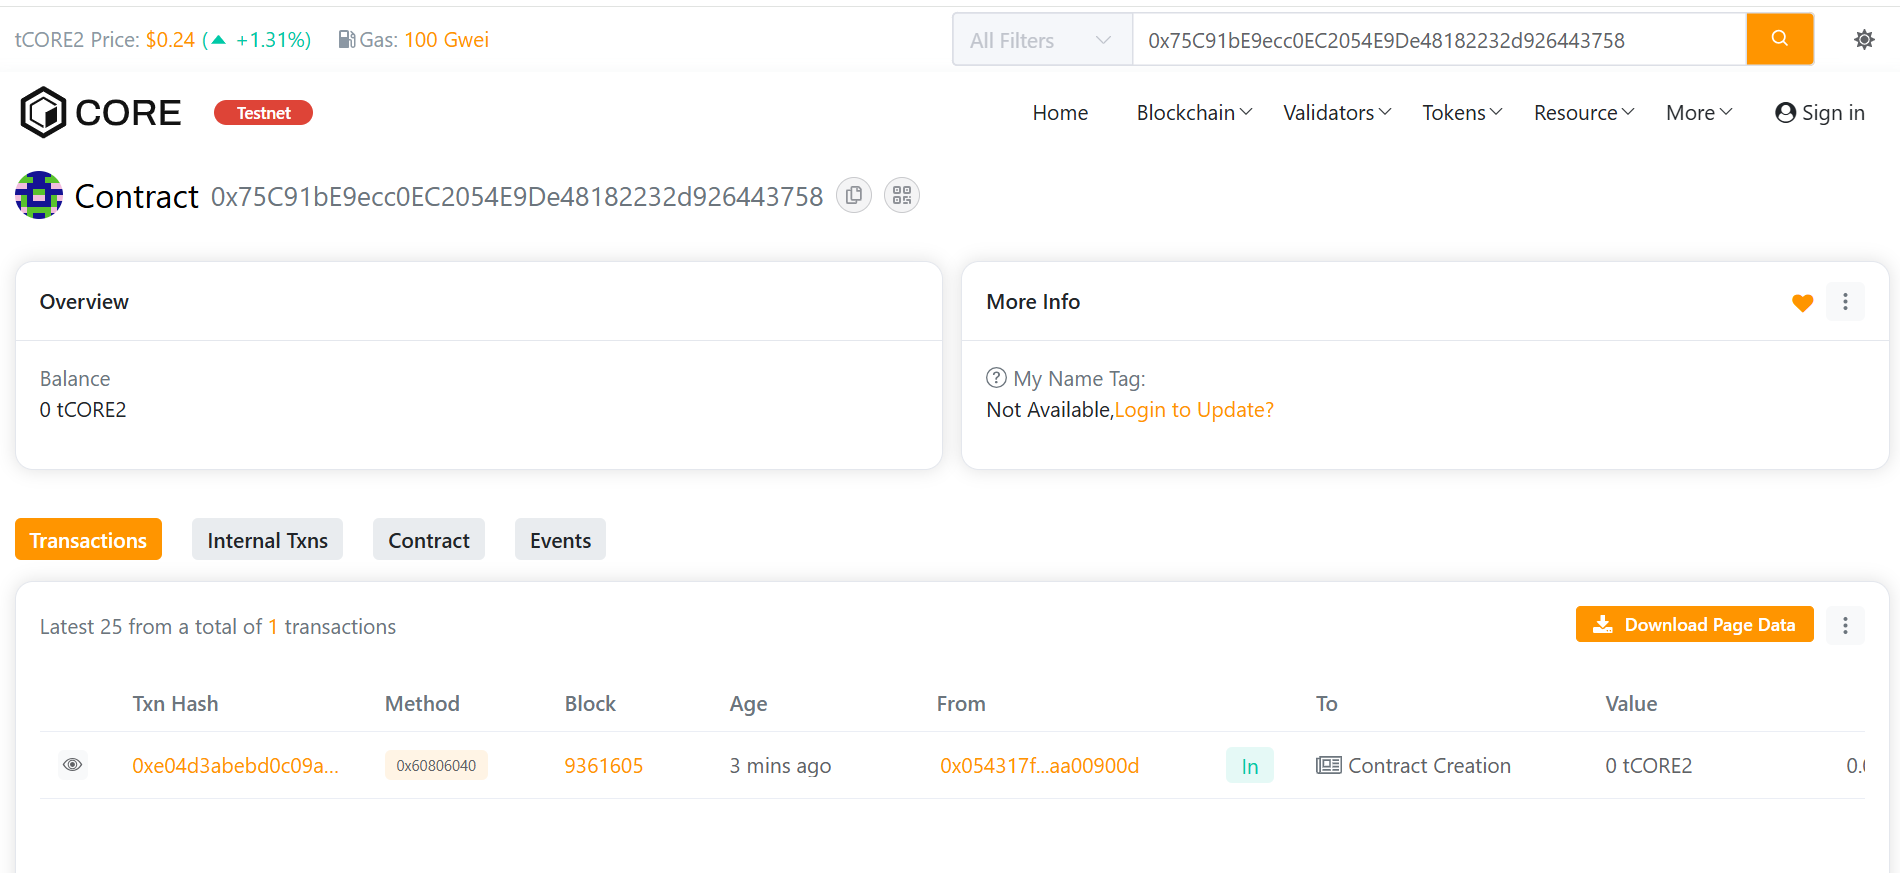 tCORE2 Price: $0.24 (▲ +1.31%) Gas: 100 Gwei
All Filters 0x75C91bE9ecc0EC2054E9De48182232d926443758
CORE Testnet Home Blockchain Validators Tokens Resource More Sign in
Contract 0x75C91bE9ecc0EC2054E9De48182232d926443758
Overview
Balance
0 tCORE2
More Info
My Name Tag:
Not Available,Login to Update?
Transactions Internal Txns Contract Events
Latest 25 from a total of 1 transactions
Download Page Data
Txn Hash Method Block Age From To Value
0xe04d3abebd0c09a... 0x60806040 9361605 3 mins ago 0x054317f...aa00900d In Contract Creation 0 tCORE2